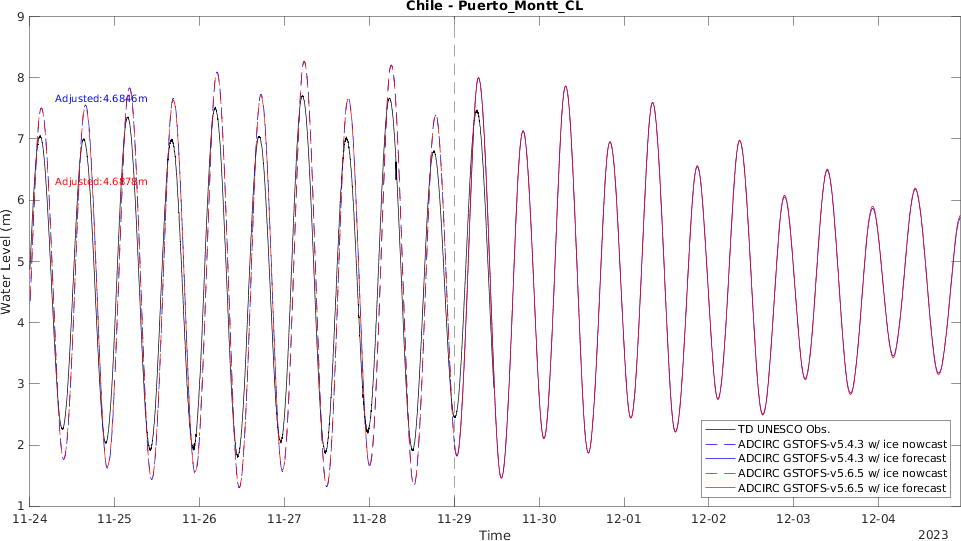 Chile - Puerto_Montt_CL
9
8
7
6
5
4
3
2
1
Water Level (m)
Adjusted:4.6846m
Adjusted:4.6878m
TD UNESCO Obs.
ADCIRC GSTOFS-v5.4.3 w/ ice nowcast
ADCIRC GSTOFS-v5.4.3 w/ ice forecast
ADCIRC GSTOFS-v5.6.5 w/ ice nowcast
ADCIRC GSTOFS-v5.6.5 w/ ice forecast
11-24 11-25 11-26 11-27 11-28 11-29 11-30 12-01 12-02 12-03 12-04
Time
2023